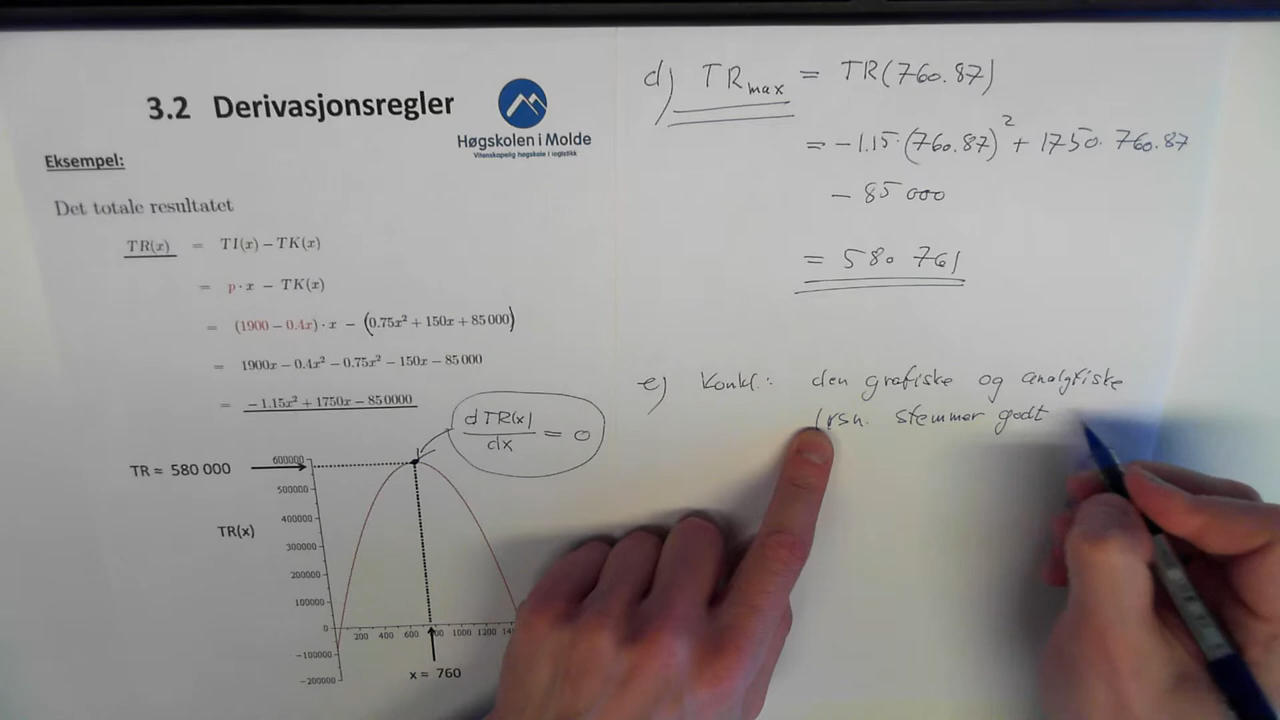 3.2 Derivasjonsregler
Høgskolen i Molde
Vitenskapelig høgskole i logistikk
Eksempel:
Det totale resultatet
TR(x) = TI(x) − TK(x)
= p · x − TK(x)
= (1900 − 0.4x) · x − (0.75x² + 150x + 85 000)
= 1900x − 0.4x² − 0.75x² − 150x − 85 000
= −1.15x² + 1750x − 85 0000
dTR(x)/dx = 0
TR = 580 000
TR(x)
600000
500000
400000
300000
200000
100000
0
−100000
−200000
200 400 600 800 1000 1200
x = 760
d) TRmax = TR(760.87)
= −1.15·(760.87)² + 1750·760.87
− 85 000
= 580 761
e) Konkl.: den grafiske og analytiske
løsn. stemmer godt